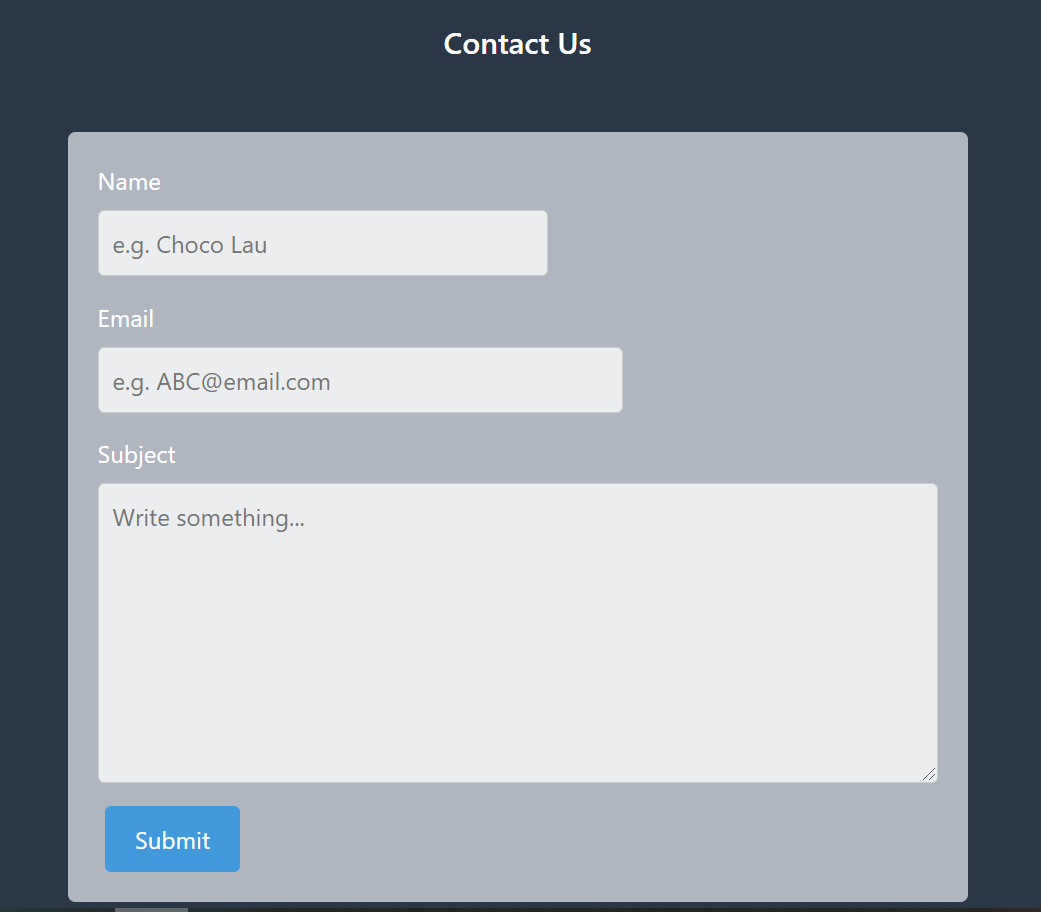 Contact Us
Name
e.g. Choco Lau
Email
e.g. ABC@email.com
Subject
Write something...
Submit